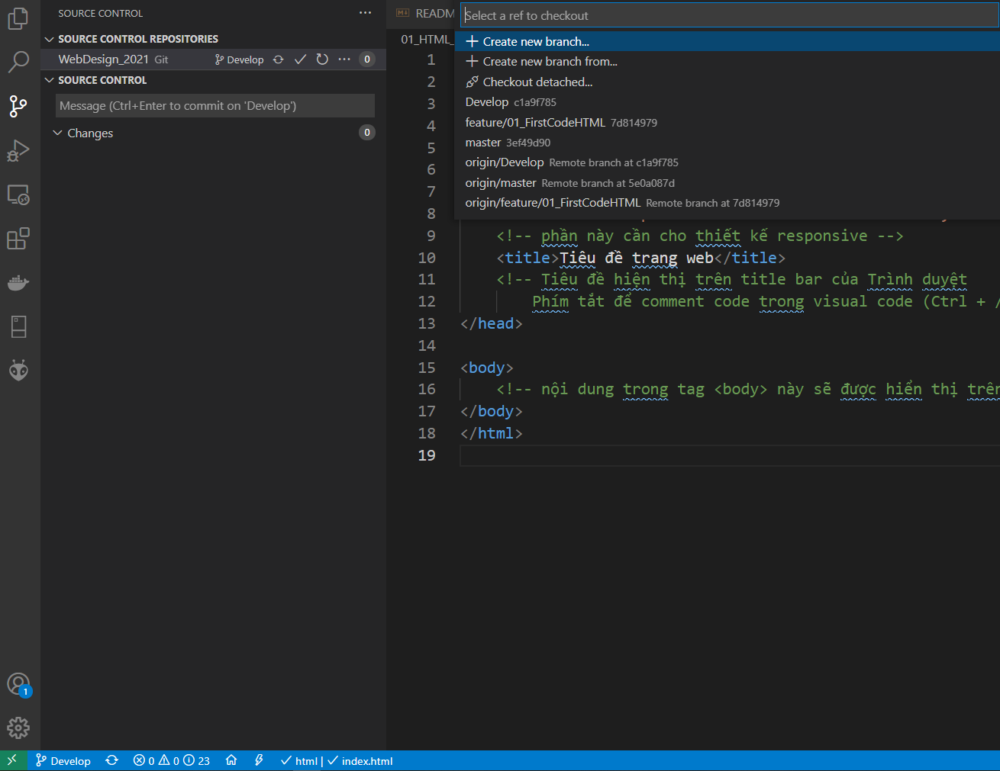 SOURCE CONTROL
SOURCE CONTROL REPOSITORIES
WebDesign_2021 Git Develop 0
SOURCE CONTROL
Message (Ctrl+Enter to commit on 'Develop')
Changes 0
1
READM
01_HTML_
Select a ref to checkout
Create new branch...
Create new branch from...
Checkout detached...
Develop c1a9f785
feature/01_FirstCodeHTML 7d814979
master 3ef49d90
origin/Develop Remote branch at c1a9f785
origin/master Remote branch at 5e0a087d
origin/feature/01_FirstCodeHTML Remote branch at 7d814979
1
2
3
4
5
6
7
8
9 <!-- phần này cần cho thiết kế responsive -->
10 <title>Tiêu đề trang web</title>
11 <!-- Tiêu đề hiện thị trên title bar của Trình duyệt
12 Phím tắt để comment code trong visual code (Ctrl + /
13 </head>
14
15 <body>
16 <!-- nội dung trong tag <body> này sẽ được hiển thị trên
17 </body>
18 </html>
19
Develop 0 0 23 html | index.html